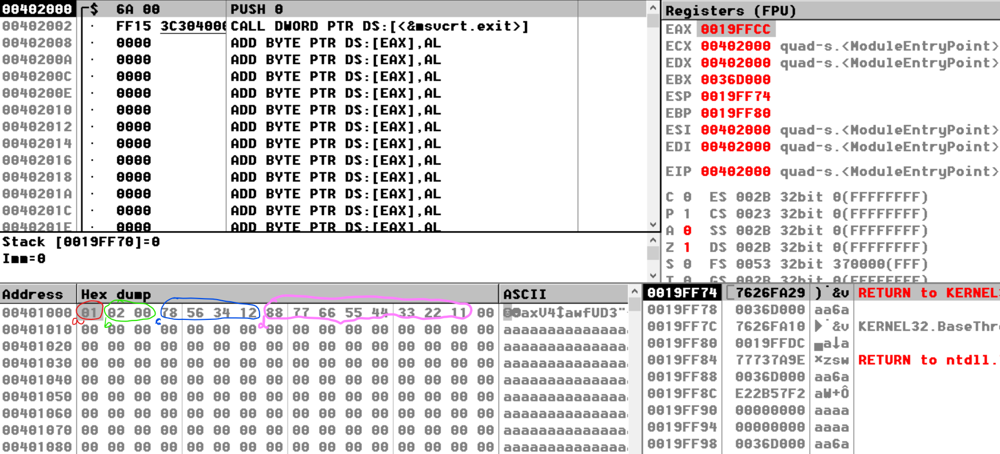 00402000 $ 6A 00 PUSH 0
00402002 · FF15 3C304000 CALL DWORD PTR DS:[<&msvcrt.exit>]
00402008 · 0000 ADD BYTE PTR DS:[EAX],AL
0040200A · 0000 ADD BYTE PTR DS:[EAX],AL
0040200C · 0000 ADD BYTE PTR DS:[EAX],AL
0040200E · 0000 ADD BYTE PTR DS:[EAX],AL
00402010 · 0000 ADD BYTE PTR DS:[EAX],AL
00402012 · 0000 ADD BYTE PTR DS:[EAX],AL
00402014 · 0000 ADD BYTE PTR DS:[EAX],AL
00402016 · 0000 ADD BYTE PTR DS:[EAX],AL
00402018 · 0000 ADD BYTE PTR DS:[EAX],AL
0040201A · 0000 ADD BYTE PTR DS:[EAX],AL
0040201C · 0000 ADD BYTE PTR DS:[EAX],AL
0040201E · 0000 ADD BYTE PTR DS:[EAX],AL
Stack [0019FF70]=0
Imm=0
Registers (FPU)
EAX 0019FFCC
ECX 00402000 quad-s.<ModuleEntryPoint>
EDX 00402000 quad-s.<ModuleEntryPoint>
EBX 0036D000
ESP 0019FF74
EBP 0019FF80
ESI 00402000 quad-s.<ModuleEntryPoint>
EDI 00402000 quad-s.<ModuleEntryPoint>
EIP 00402000 quad-s.<ModuleEntryPoint>
C 0 ES 002B 32bit 0(FFFFFFFF)
P 1 CS 0023 32bit 0(FFFFFFFF)
A 0 SS 002B 32bit 0(FFFFFFFF)
Z 1 DS 002B 32bit 0(FFFFFFFF)
S 0 FS 0053 32bit 370000(FFF)
T 0 GS 002B 32bit 0(FFFFFFFF)
Address Hex dump ASCII
00401000 01 02 00 78 56 34 12 88 77 66 55 44 33 22 11 00 axV4↕awfUD3"
a b c d
00401010 00 00 00 00 00 00 00 00 00 00 00 00 00 00 00 00 aaaaaaaaaaaaaa
00401020 00 00 00 00 00 00 00 00 00 00 00 00 00 00 00 00 aaaaaaaaaaaaaa
00401030 00 00 00 00 00 00 00 00 00 00 00 00 00 00 00 00 aaaaaaaaaaaaaa
00401040 00 00 00 00 00 00 00 00 00 00 00 00 00 00 00 00 aaaaaaaaaaaaaa
00401050 00 00 00 00 00 00 00 00 00 00 00 00 00 00 00 00 aaaaaaaaaaaaaa
00401060 00 00 00 00 00 00 00 00 00 00 00 00 00 00 00 00 aaaaaaaaaaaaaa
00401070 00 00 00 00 00 00 00 00 00 00 00 00 00 00 00 00 aaaaaaaaaaaaaa
00401080 00 00 00 00 00 00 00 00 00 00 00 00 00 00 00 00 aaaaaaaaaaaaaa
0019FF74 7626FA29 )˙&v RETURN to KERNEL
0019FF78 0036D000 aa6a
0019FF7C 7626FA10 ►˙&v KERNEL32.BaseThr
0019FF80 0019FFDC ▄a↓a
0019FF84 77737A9E ×zsw RETURN to ntdll.
0019FF88 0036D000 aa6a
0019FF8C E22B57F2 aW+Ô
0019FF90 00000000 aaaa
0019FF94 00000000 aaaa
0019FF98 0036D000 aa6a